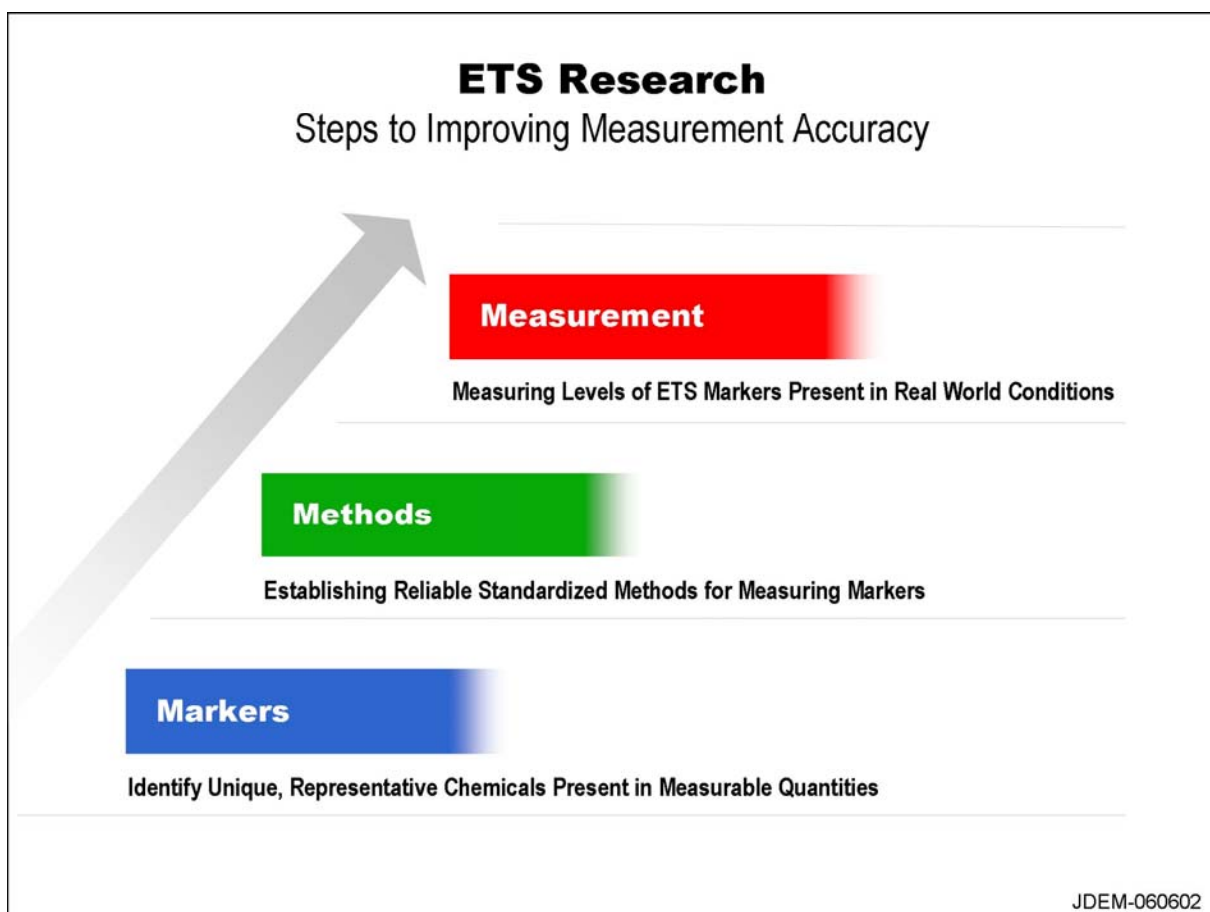 ETS Research
Steps to Improving Measurement Accuracy
Measurement
Measuring Levels of ETS Markers Present in Real World Conditions
Methods
Establishing Reliable Standardized Methods for Measuring Markers
Markers
Identify Unique, Representative Chemicals Present in Measurable Quantities
JDEM-060602